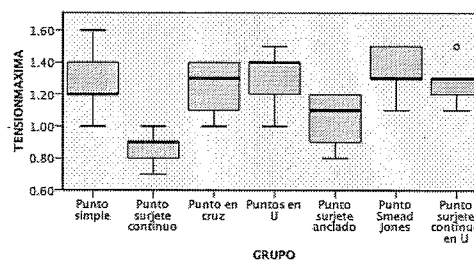 TENSIONMAXIMA
1.60
1.40
1.20
1.00
0.80
0.60
Punto simple
Punto surjete continuo
Punto en cruz
Puntos en U
Punto surjete anclado
Punto Smead Jones
Punto surjete continuo en U
GRUPO